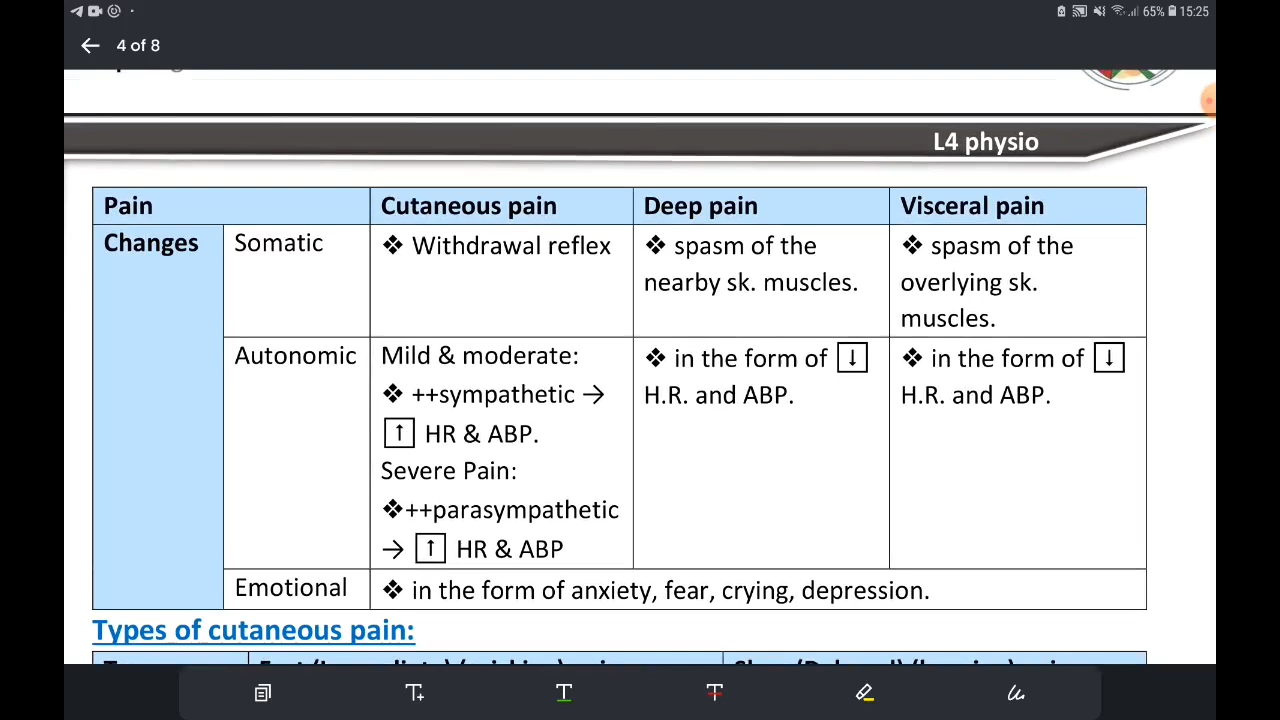 65% 15:25
4 of 8
L4 physio
Pain Cutaneous pain Deep pain Visceral pain
Changes Somatic ❖ Withdrawal reflex ❖ spasm of the ❖ spasm of the
nearby sk. muscles. overlying sk.
muscles.
Autonomic Mild & moderate: ❖ in the form of ↓ ❖ in the form of ↓
❖ ++sympathetic → H.R. and ABP. H.R. and ABP.
↑ HR & ABP.
Severe Pain:
❖++parasympathetic
→ ↑ HR & ABP
Emotional ❖ in the form of anxiety, fear, crying, depression.
Types of cutaneous pain: